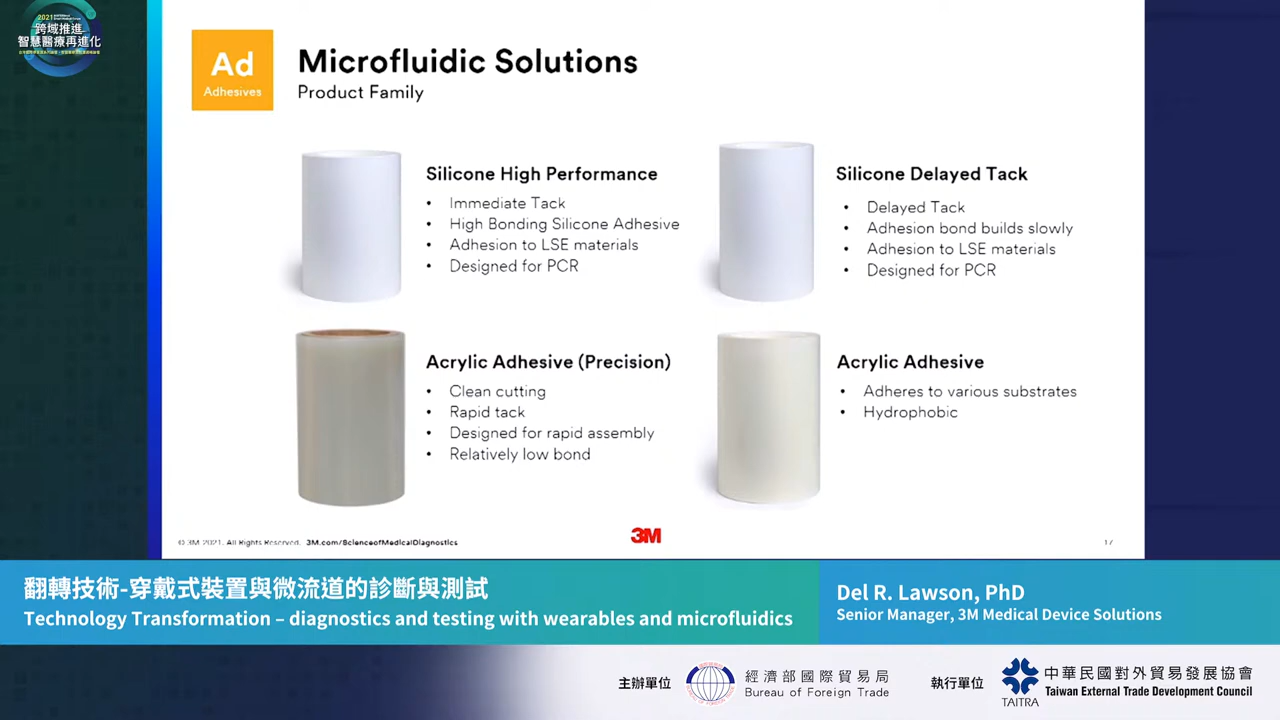 2021
跨域推進
智慧醫療再進化
Ad
Adhesives
Microfluidic Solutions
Product Family
Silicone High Performance
• Immediate Tack
• High Bonding Silicone Adhesive
• Adhesion to LSE materials
• Designed for PCR
Silicone Delayed Tack
• Delayed Tack
• Adhesion bond builds slowly
• Adhesion to LSE materials
• Designed for PCR
Acrylic Adhesive (Precision)
• Clean cutting
• Rapid tack
• Designed for rapid assembly
• Relatively low bond
Acrylic Adhesive
• Adheres to various substrates
• Hydrophobic
© 3M 2021. All Rights Reserved. 3M.com/ScienceofMedicalDiagnostics
3M
17
翻轉技術-穿戴式裝置與微流道的診斷與測試
Technology Transformation – diagnostics and testing with wearables and microfluidics
Del R. Lawson, PhD
Senior Manager, 3M Medical Device Solutions
主辦單位
經濟部國際貿易局
Bureau of Foreign Trade
執行單位
TAITRA
中華民國對外貿易發展協會
Taiwan External Trade Development Council